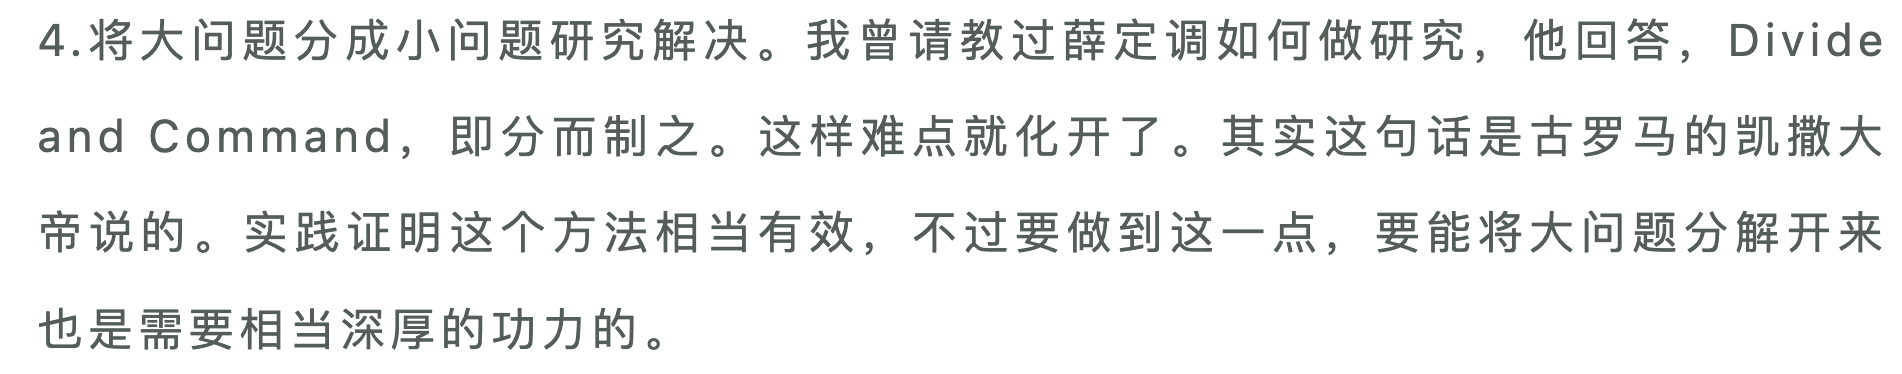 4.将大问题分成小问题研究解决。我曾请教过薛定调如何做研究，他回答，Divide
and Command，即分而制之。这样难点就化开了。其实这句话是古罗马的凯撒大
帝说的。实践证明这个方法相当有效，不过要做到这一点，要能将大问题分解开来
也是需要相当深厚的功力的。